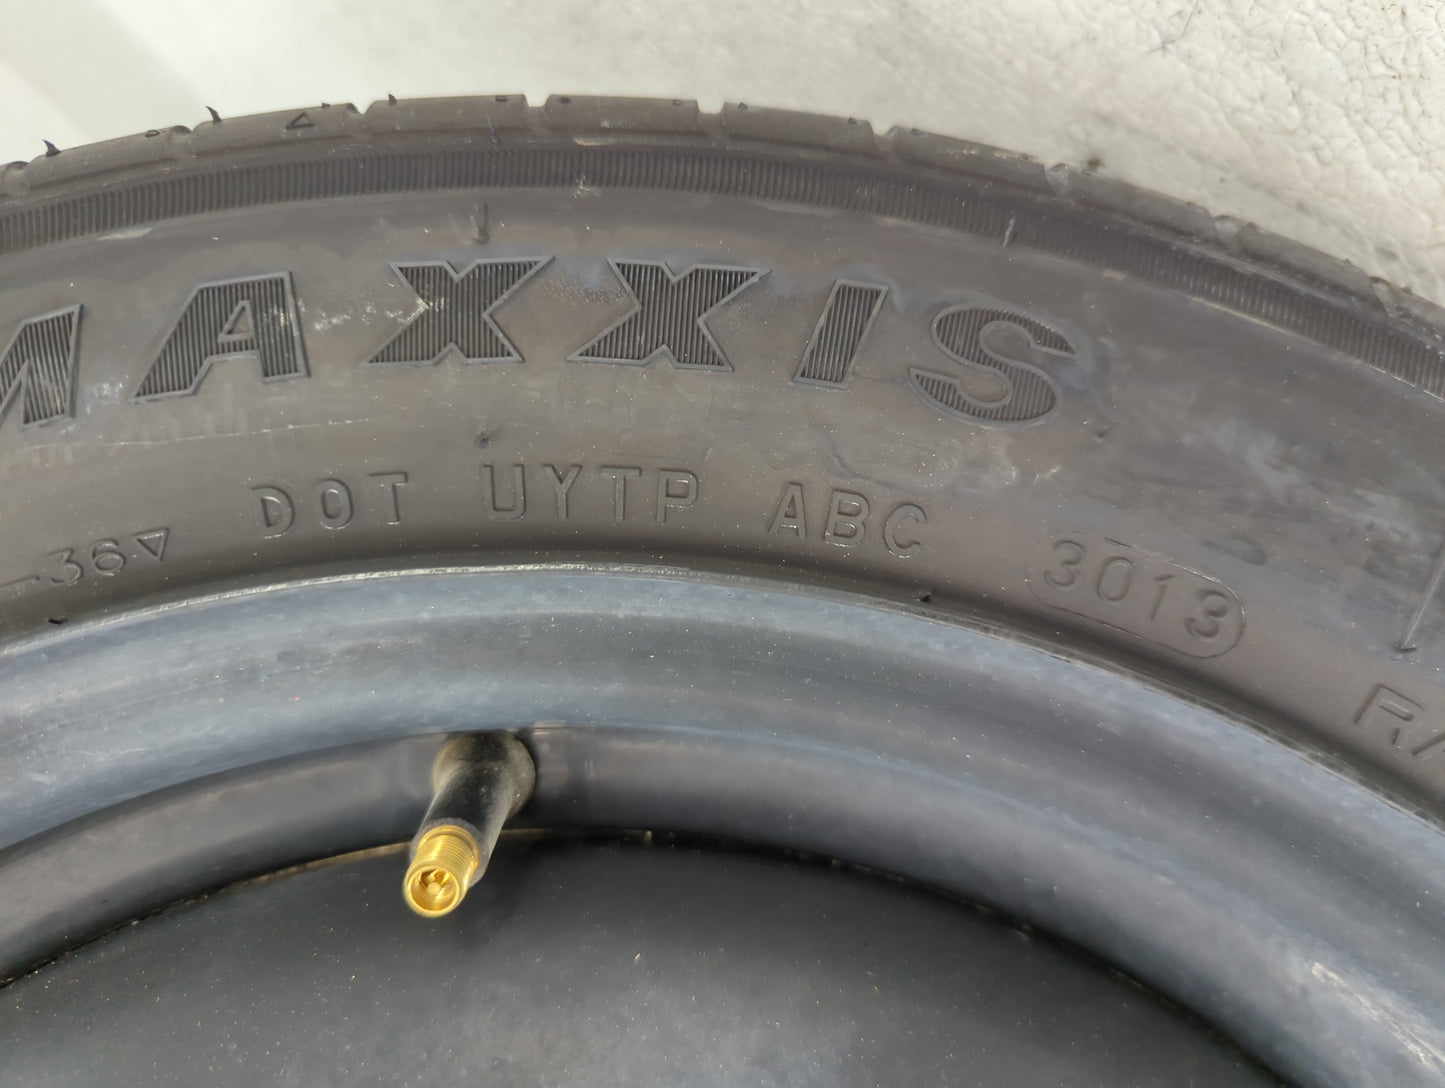 MAXXIS
-36 DOT UYTP ABC 3013